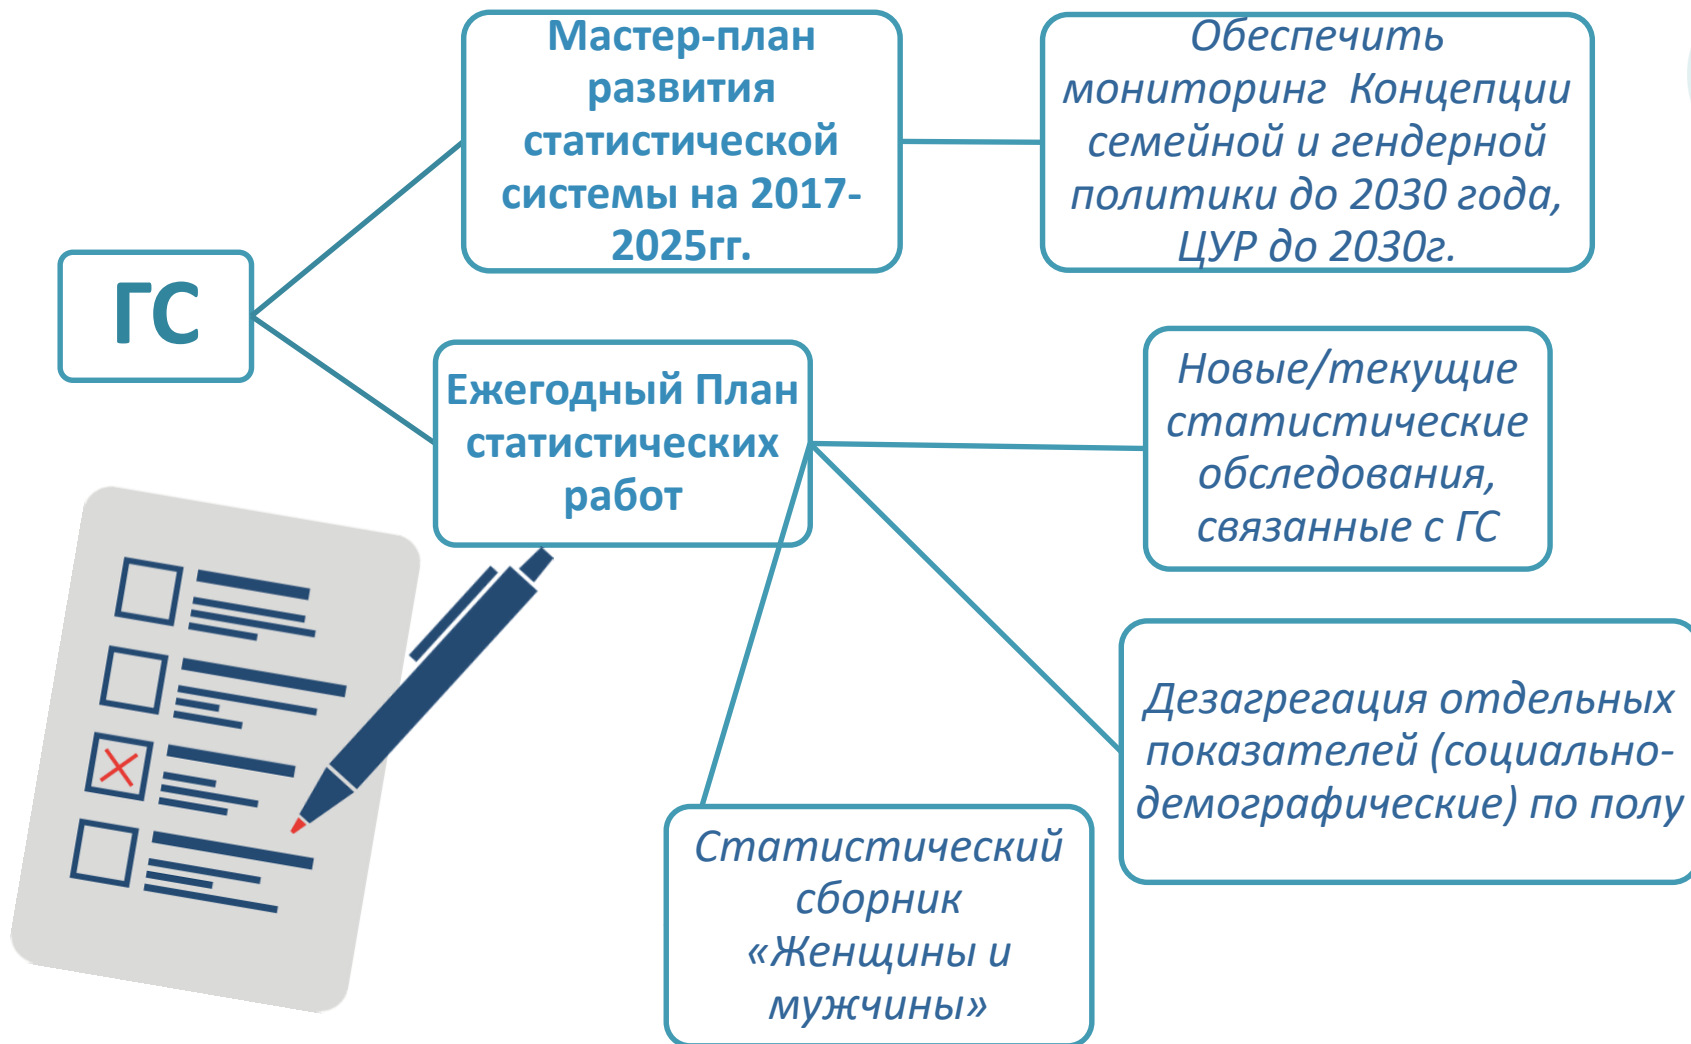 Мастер-план
развития
статистической
системы на 2017-
2025гг.
Обеспечить
мониторинг Концепции
семейной и гендерной
политики до 2030 года,
ЦУР до 2030г.
ГС
Ежегодный План
статистических
работ
Новые/текущие
статистические
обследования,
связанные с ГС
Дезагрегация отдельных
показателей (социально-
демографические) по полу
Статистический
сборник
«Женщины и
мужчины»